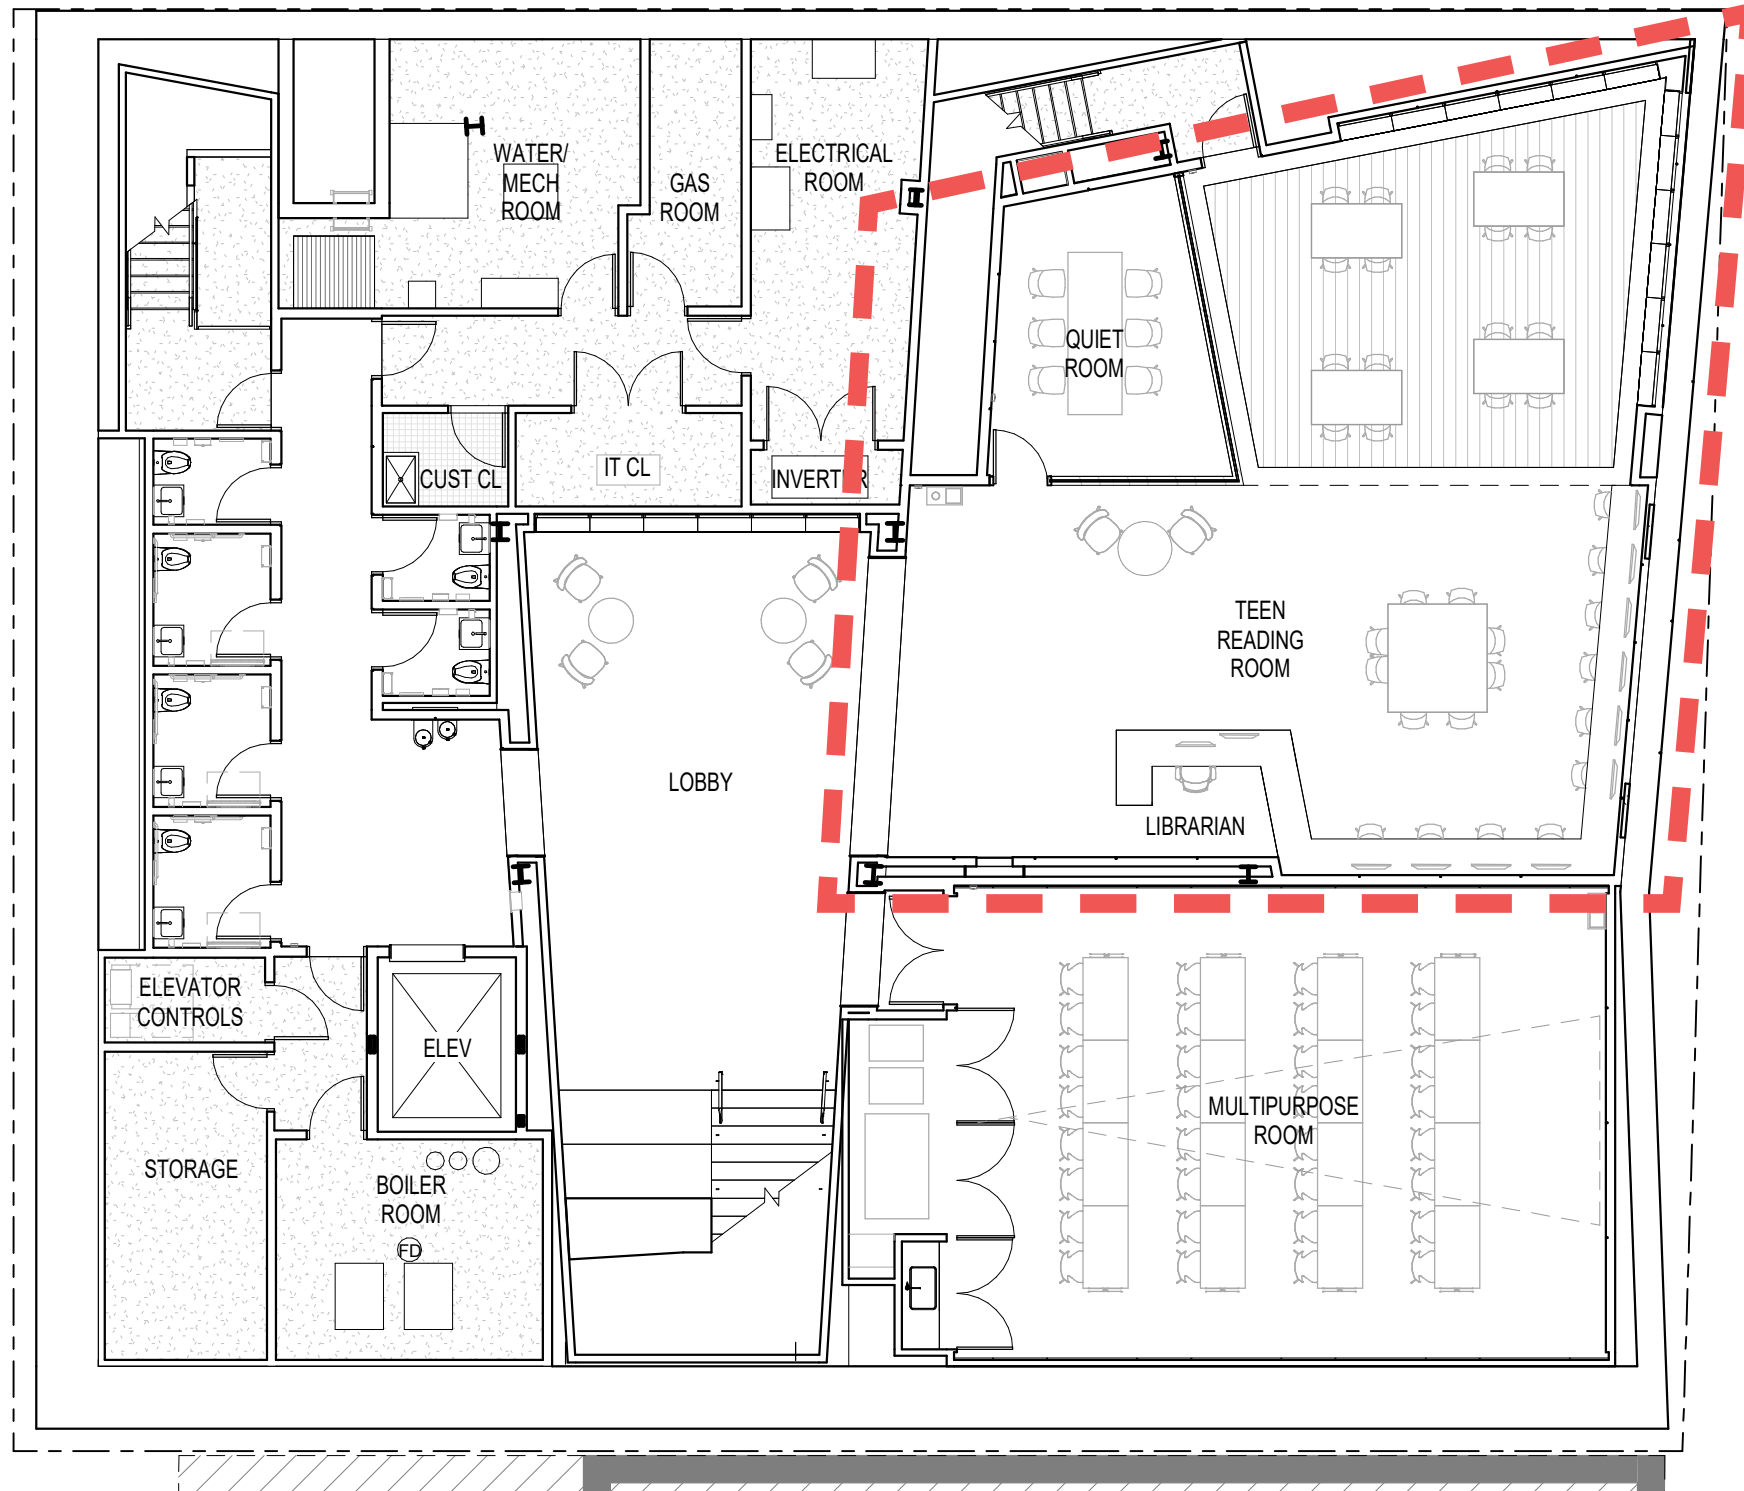 WATER/
MECH
ROOM
GAS
ROOM
ELECTRICAL
ROOM
QUIET
ROOM
CUST CL
IT CL
INVERTER
TEEN
READING
ROOM
LOBBY
LIBRARIAN
ELEVATOR
CONTROLS
ELEV
MULTIPURPOSE
ROOM
STORAGE
BOILER
ROOM
FD